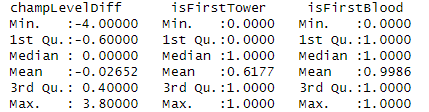 champLevelDiff isFirstTower isFirstBlood
Min. :-4.00000 Min. :0.0000 Min. :0.0000
1st Qu.:-0.60000 1st Qu.:0.0000 1st Qu.:1.0000
Median : 0.00000 Median :1.0000 Median :1.0000
Mean :-0.02652 Mean :0.6177 Mean :0.9986
3rd Qu.: 0.40000 3rd Qu.:1.0000 3rd Qu.:1.0000
Max. : 3.80000 Max. :1.0000 Max. :1.0000